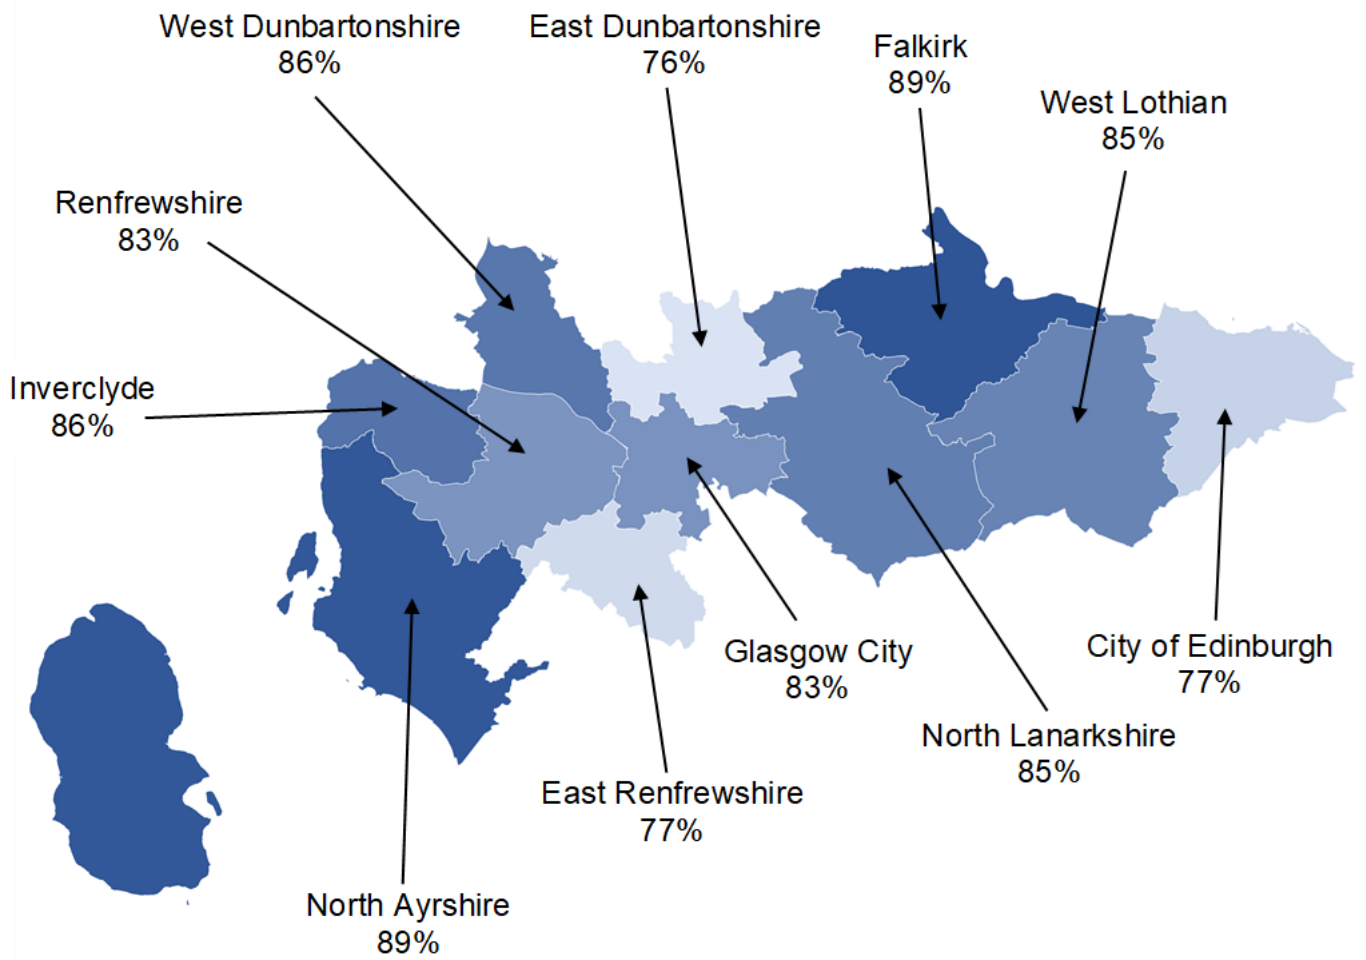 West Dunbartonshire
86%
East Dunbartonshire
76%
Falkirk
89%
West Lothian
85%
Renfrewshire
83%
Inverclyde
86%
Glasgow City
83%
City of Edinburgh
77%
North Lanarkshire
85%
East Renfrewshire
77%
North Ayrshire
89%